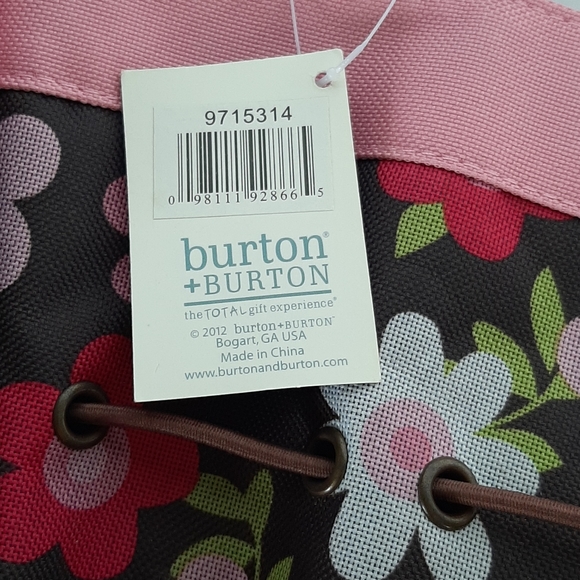 9715314
0 98111 92866 5
burton®
+BURTON
the TOTAL gift experience®
© 2012 burton+BURTON™
Bogart, GA USA
Made in China
www.burtonandburton.com